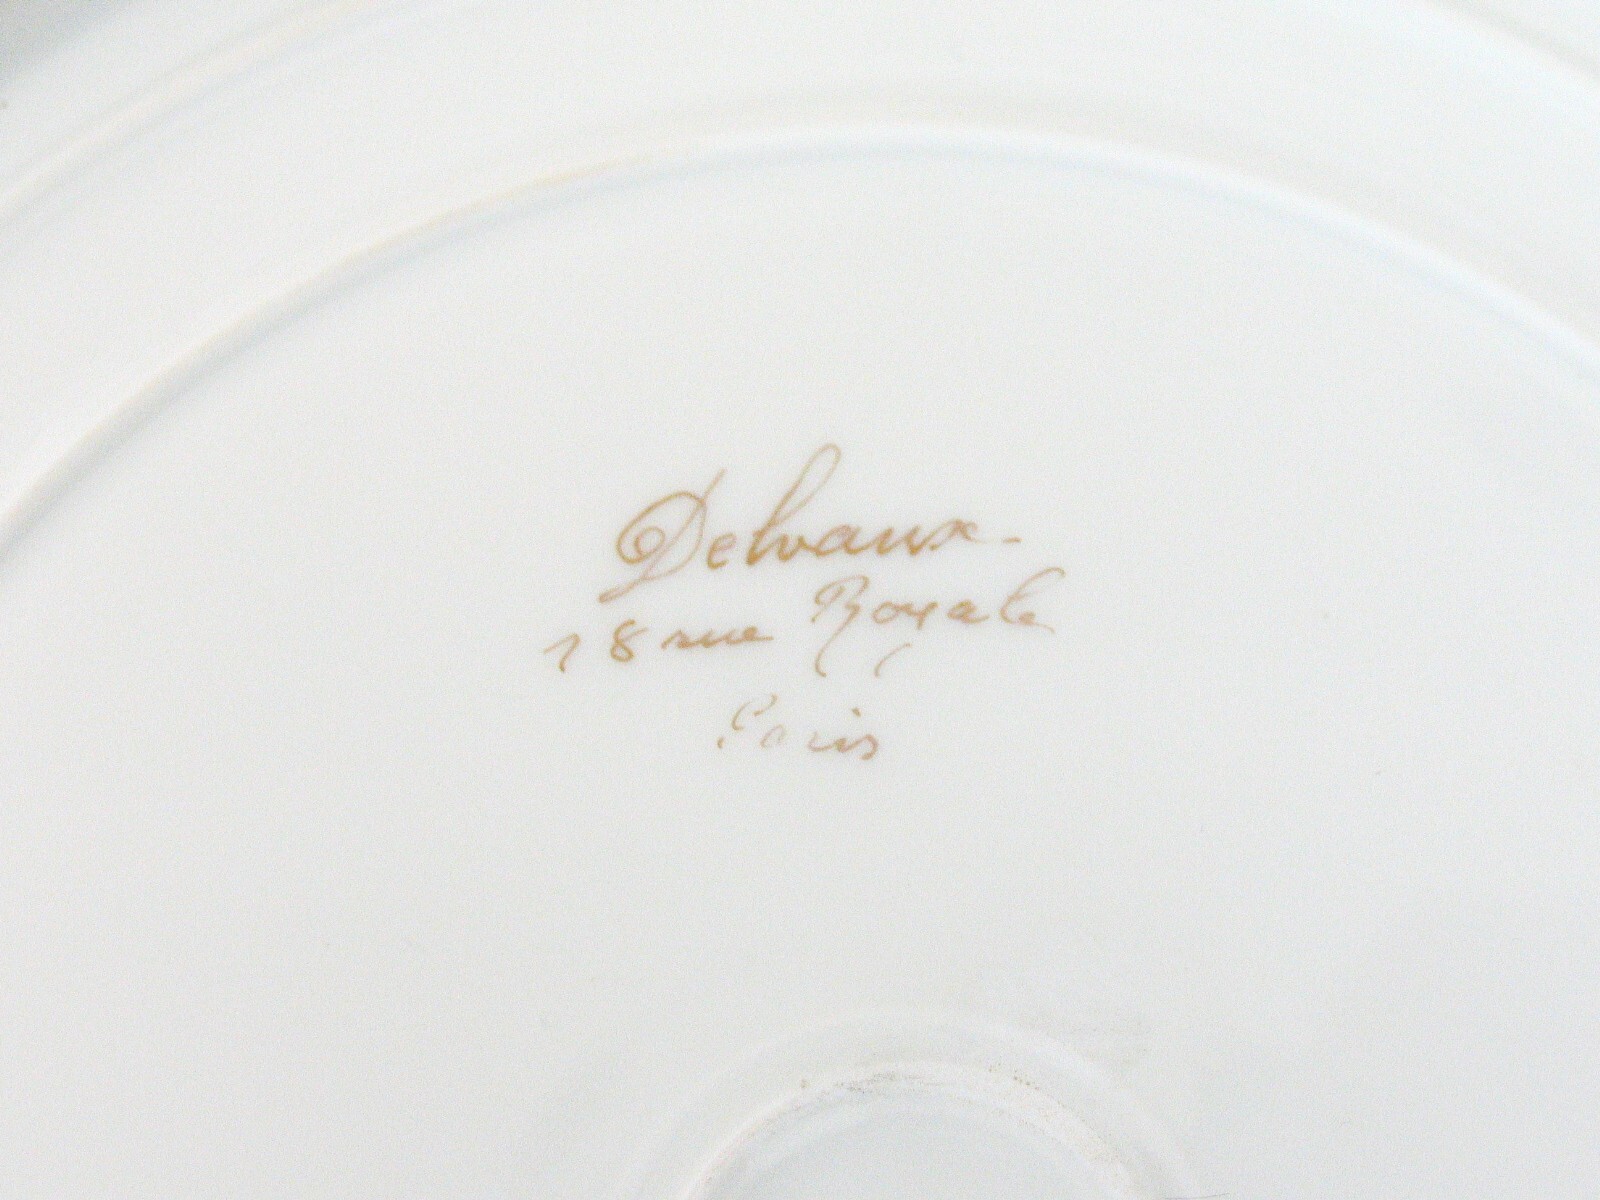 Delvaux-
18 rue Royale
Paris